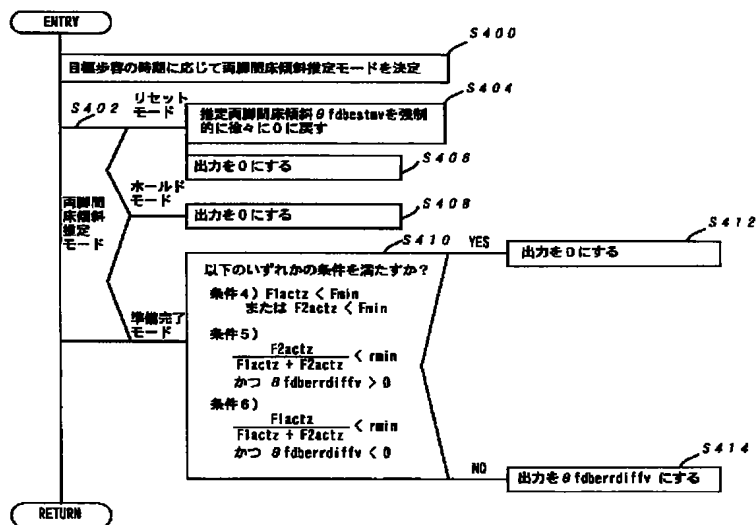 ENTRY
S400
目標歩容の時期に応じて両脚間床傾斜推定モードを決定
S402
リセット
モード
S404
推定両脚間床傾斜θfdbestmvを強制
的に徐々に0に戻す
S406
出力を0にする
両脚間
床傾斜
推定
モード
ホールド
モード
S408
出力を0にする
S410
YES
S412
出力を0にする
以下のいずれかの条件を満たすか?
条件4) F1actz < Fmin
または F2actz < Fmin
準備完了
モード
条件5)
F2actz
F1actz + F2actz
< rmin
かつ θfdberrdiffv > 0
条件6)
F1actz
F1actz + F2actz
< rmin
かつ θfdberrdiffv < 0
NO
S414
出力をθfdberrdiffv にする
RETURN